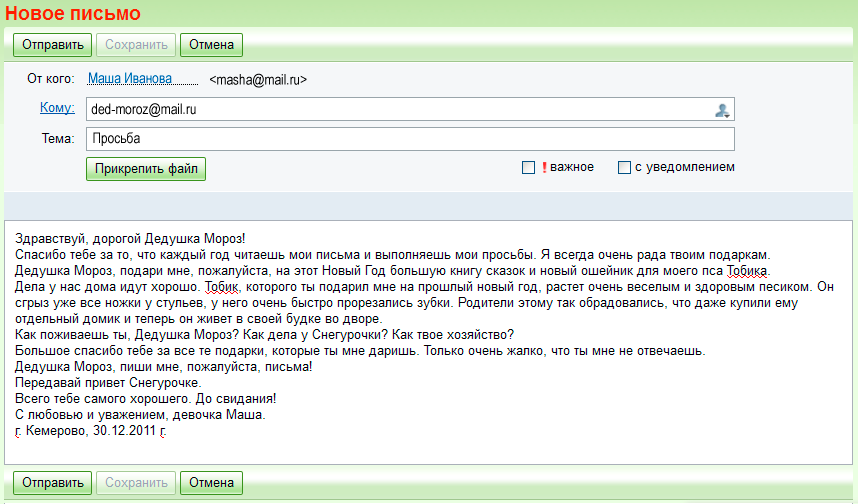 Новое письмо
Отправить Сохранить Отмена
От кого: Маша Иванова <masha@mail.ru>
Кому: ded-moroz@mail.ru
Тема: Просьба
Прикрепить файл !важное с уведомлением
Здравствуй, дорогой Дедушка Мороз!
Спасибо тебе за то, что каждый год читаешь мои письма и выполняешь мои просьбы. Я всегда очень рада твоим подаркам.
Дедушка Мороз, подари мне, пожалуйста, на этот Новый Год большую книгу сказок и новый ошейник для моего пса Тобика.
Дела у нас дома идут хорошо. Тобик, которого ты подарил мне на прошлый новый год, растет очень веселым и здоровым песиком. Он
сгрыз уже все ножки у стульев, у него очень быстро прорезались зубки. Родители этому так обрадовались, что даже купили ему
отдельный домик и теперь он живет в своей будке во дворе.
Как поживаешь ты, Дедушка Мороз? Как дела у Снегурочки? Как твое хозяйство?
Большое спасибо тебе за все те подарки, которые ты мне даришь. Только очень жалко, что ты мне не отвечаешь.
Дедушка Мороз, пиши мне, пожалуйста, письма!
Передавай привет Снегурочке.
Всего тебе самого хорошего. До свидания!
С любовью и уважением, девочка Маша.
г. Кемерово, 30.12.2011 г.
Отправить Сохранить Отмена